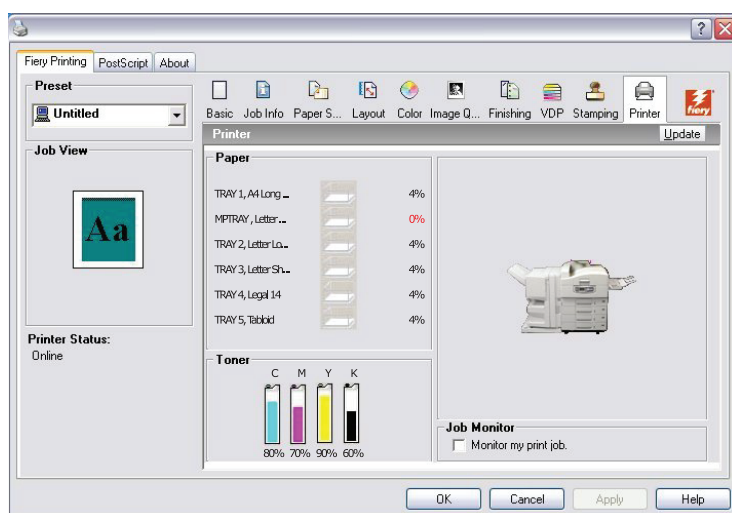 Fiery Printing PostScript About
Preset
Untitled
Job View
Aa
Printer Status:
Online
Basic Job Info Paper S... Layout Color Image Q... Finishing VDP Stamping Printer
fiery
Printer Update
Paper
TRAY 1, A4 Long ... 4%
MPTRAY, Letter... 0%
TRAY 2, Letter Lo... 4%
TRAY 3, Letter Sh... 4%
TRAY 4, Legal 14 4%
TRAY 5, Tabloid 4%
Toner
C M Y K
80% 70% 90% 60%
Job Monitor
Monitor my print job.
OK Cancel Apply Help